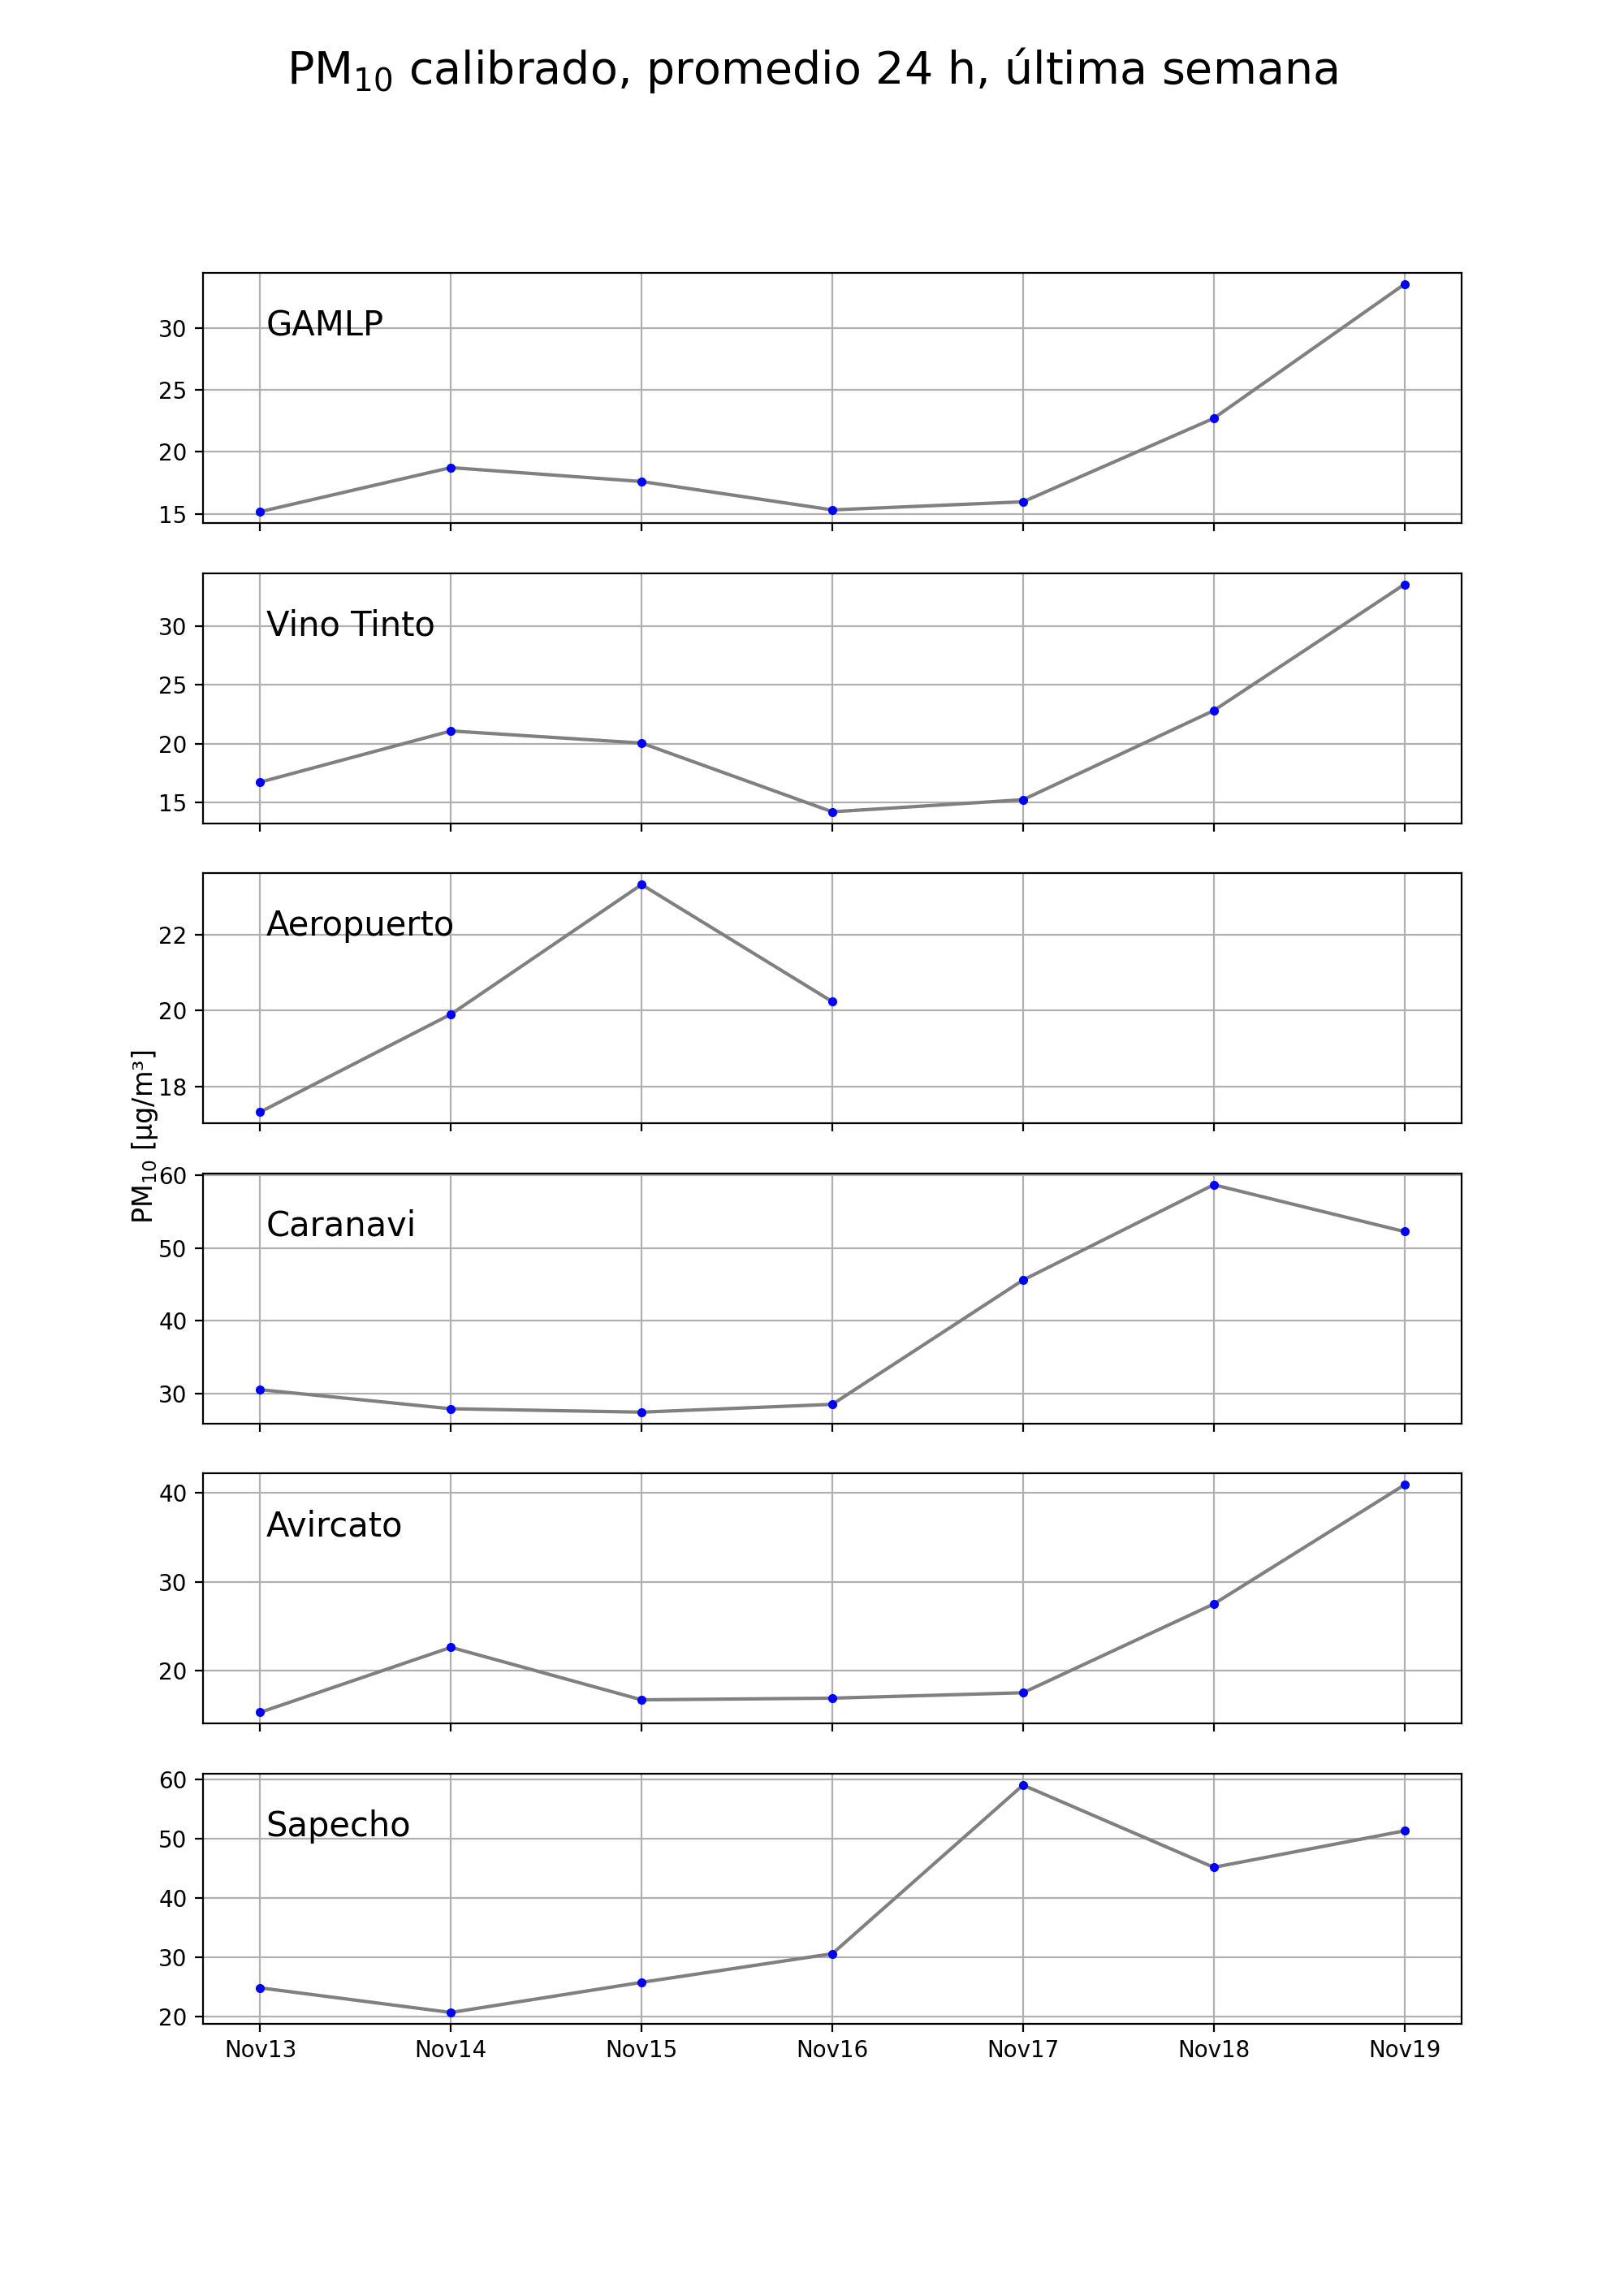 PM₁₀ calibrado, promedio 24 h, última semana
GAMLP
30
25
20
15
Vino Tinto
30
25
20
15
Aeropuerto
22
20
18
PM₁₀ [µg/m³]
Caranavi
60
50
40
30
Avircato
40
30
20
Sapecho
60
50
40
30
20
Nov13 Nov14 Nov15 Nov16 Nov17 Nov18 Nov19